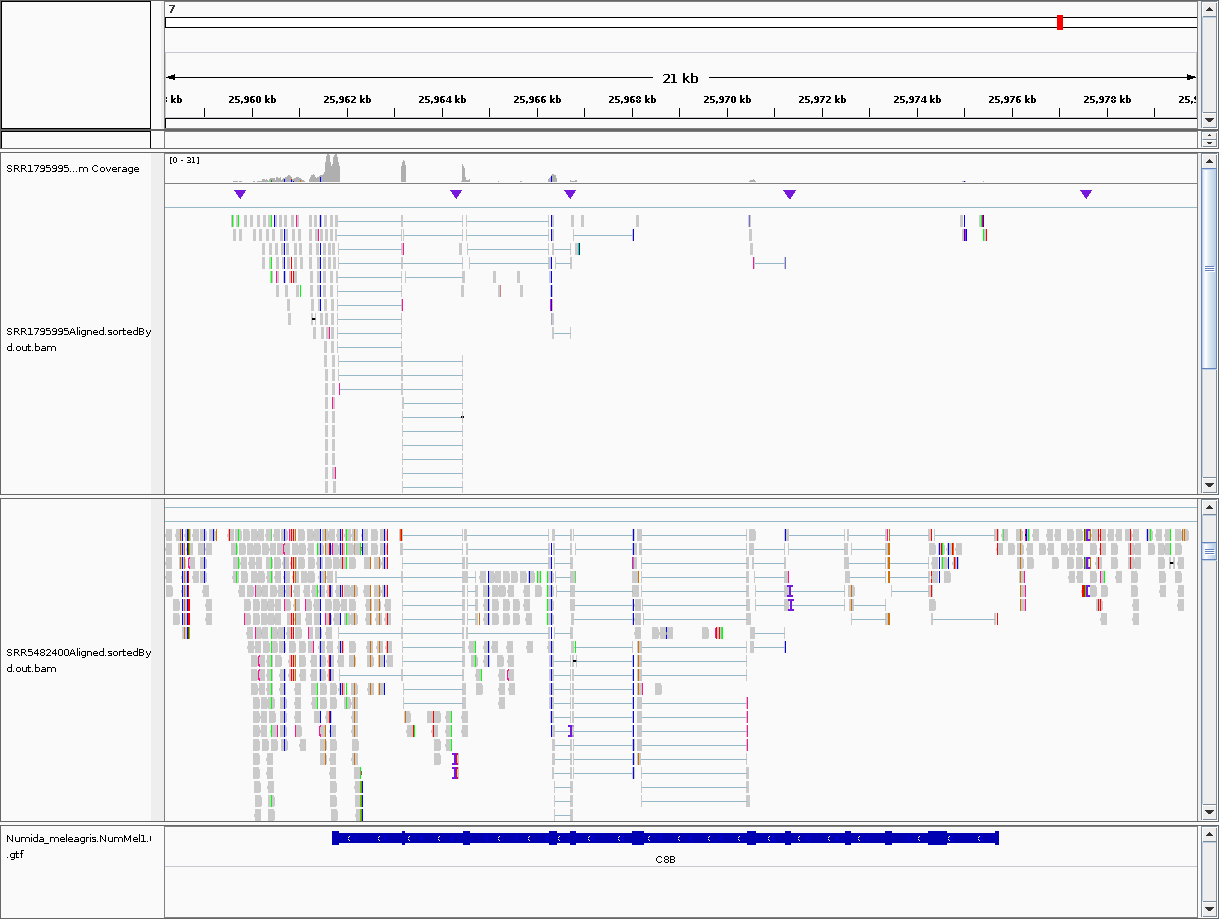 7
21 kb
kb 25,960 kb 25,962 kb 25,964 kb 25,966 kb 25,968 kb 25,970 kb 25,972 kb 25,974 kb 25,976 kb 25,978 kb 25,9
[0 - 31]
SRR1795995...m Coverage
SRR1795995Aligned.sortedBy
d.out.bam
SRR5482400Aligned.sortedBy
d.out.bam
Numida_meleagris.NumMel1.
.gtf
C8B